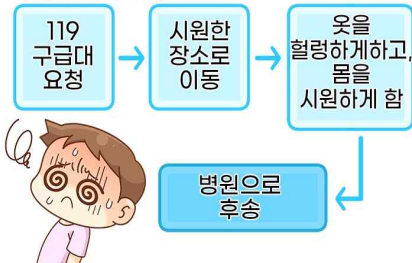 119
구급대
요청
시원한
장소로
이동
옷을
헐렁하게하고,
몸을
시원하게 함
병원으로
후송